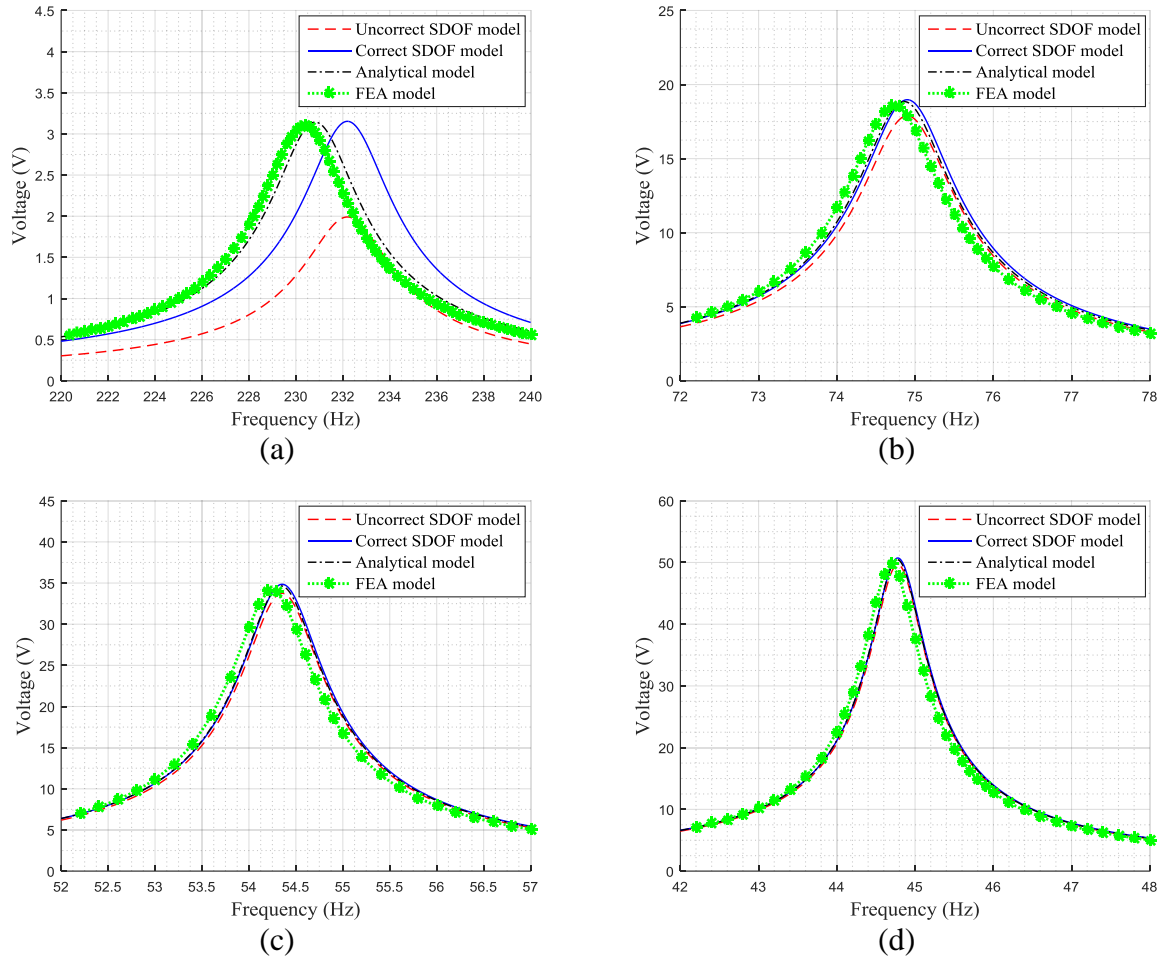 4.5
4
3.5
3
2.5
2
1.5
1
0.5
0
Voltage (V)
Uncorrect SDOF model
Correct SDOF model
Analytical model
FEA model
220 222 224 226 228 230 232 234 236 238 240
Frequency (Hz)
(a)
25
20
15
10
5
0
Voltage (V)
Uncorrect SDOF model
Correct SDOF model
Analytical model
FEA model
72 73 74 75 76 77 78
Frequency (Hz)
(b)
45
40
35
30
25
20
15
10
5
0
Voltage (V)
Uncorrect SDOF model
Correct SDOF model
Analytical model
FEA model
52 52.5 53 53.5 54 54.5 55 55.5 56 56.5 57
Frequency (Hz)
(c)
60
50
40
30
20
10
0
Voltage (V)
Uncorrect SDOF model
Correct SDOF model
Analytical model
FEA model
42 43 44 45 46 47 48
Frequency (Hz)
(d)